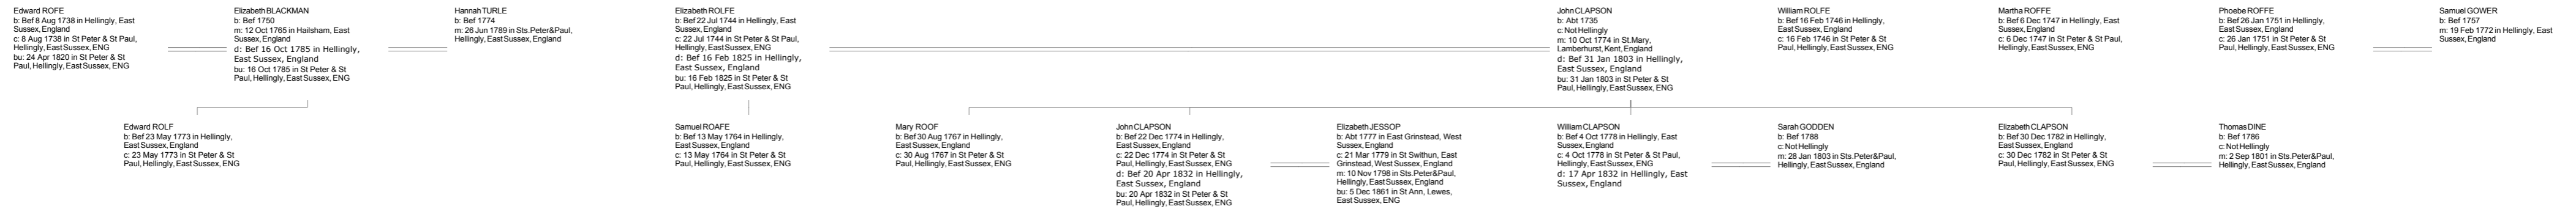 Edward ROFE
b: Bef 8 Aug 1738 in Hellingly, East
Sussex, England
c: 8 Aug 1738 in St Peter & St Paul,
Hellingly, East Sussex, ENG
bu: 24 Apr 1820 in St Peter & St
Paul, Hellingly, East Sussex, ENG
Elizabeth BLACKMAN
b: Bef 1750
m: 12 Oct 1765 in Hailsham, East
Sussex, England
d: Bef 16 Oct 1785 in Hellingly,
East Sussex, England
bu: 16 Oct 1785 in St Peter & St
Paul, Hellingly, East Sussex, ENG
Hannah TURLE
b: Bef 1774
m: 26 Jun 1789 in Sts.Peter&Paul,
Hellingly, East Sussex, England
Elizabeth ROLFE
b: Bef 22 Jul 1744 in Hellingly, East
Sussex, England
c: 22 Jul 1744 in St Peter & St Paul,
Hellingly, East Sussex, ENG
d: Bef 16 Feb 1825 in Hellingly,
East Sussex, England
bu: 16 Feb 1825 in St Peter & St
Paul, Hellingly, East Sussex, ENG
John CLAPSON
b: Abt 1735
c: Not Hellingly
m: 10 Oct 1774 in St.Mary,
Lamberhurst, Kent, England
d: Bef 31 Jan 1803 in Hellingly,
East Sussex, England
bu: 31 Jan 1803 in St Peter & St
Paul, Hellingly, East Sussex, ENG
William ROLFE
b: Bef 16 Feb 1746 in Hellingly,
East Sussex, England
c: 16 Feb 1746 in St Peter & St
Paul, Hellingly, East Sussex, ENG
Martha ROFFE
b: Bef 6 Dec 1747 in Hellingly, East
Sussex, England
c: 6 Dec 1747 in St Peter & St Paul,
Hellingly, East Sussex, ENG
Phoebe ROFFE
b: Bef 26 Jan 1751 in Hellingly,
East Sussex, England
c: 26 Jan 1751 in St Peter & St
Paul, Hellingly, East Sussex, ENG
Samuel GOWER
b: Bef 1757
m: 19 Feb 1772 in Hellingly, East
Sussex, England
Edward ROLF
b: Bef 23 May 1773 in Hellingly,
East Sussex, England
c: 23 May 1773 in St Peter & St
Paul, Hellingly, East Sussex, ENG
Samuel ROAFE
b: Bef 13 May 1764 in Hellingly,
East Sussex, England
c: 13 May 1764 in St Peter & St
Paul, Hellingly, East Sussex, ENG
Mary ROOF
b: Bef 30 Aug 1767 in Hellingly,
East Sussex, England
c: 30 Aug 1767 in St Peter & St
Paul, Hellingly, East Sussex, ENG
John CLAPSON
b: Bef 22 Dec 1774 in Hellingly,
East Sussex, England
c: 22 Dec 1774 in St Peter & St
Paul, Hellingly, East Sussex, ENG
d: Bef 20 Apr 1832 in Hellingly,
East Sussex, England
bu: 20 Apr 1832 in St Peter & St
Paul, Hellingly, East Sussex, ENG
Elizabeth JESSOP
b: Abt 1777 in East Grinstead, West
Sussex, England
c: 21 Mar 1779 in St Swithun, East
Grinstead, West Sussex, England
m: 10 Nov 1798 in Sts.Peter&Paul,
Hellingly, East Sussex, England
bu: 5 Dec 1861 in St Ann, Lewes,
East Sussex, ENG
William CLAPSON
b: Bef 4 Oct 1778 in Hellingly, East
Sussex, England
c: 4 Oct 1778 in St Peter & St Paul,
Hellingly, East Sussex, ENG
d: 17 Apr 1832 in Hellingly, East
Sussex, England
Sarah GODDEN
b: Bef 1788
c: Not Hellingly
m: 28 Jan 1803 in Sts.Peter&Paul,
Hellingly, East Sussex, England
Elizabeth CLAPSON
b: Bef 30 Dec 1782 in Hellingly,
East Sussex, England
c: 30 Dec 1782 in St Peter & St
Paul, Hellingly, East Sussex, ENG
Thomas DINE
b: Bef 1786
c: Not Hellingly
m: 2 Sep 1801 in Sts.Peter&Paul,
Hellingly, East Sussex, England